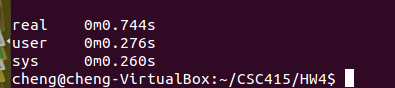 real    0m0.744s
user    0m0.276s
sys     0m0.260s
cheng@cheng-VirtualBox:~/CSC415/HW4$